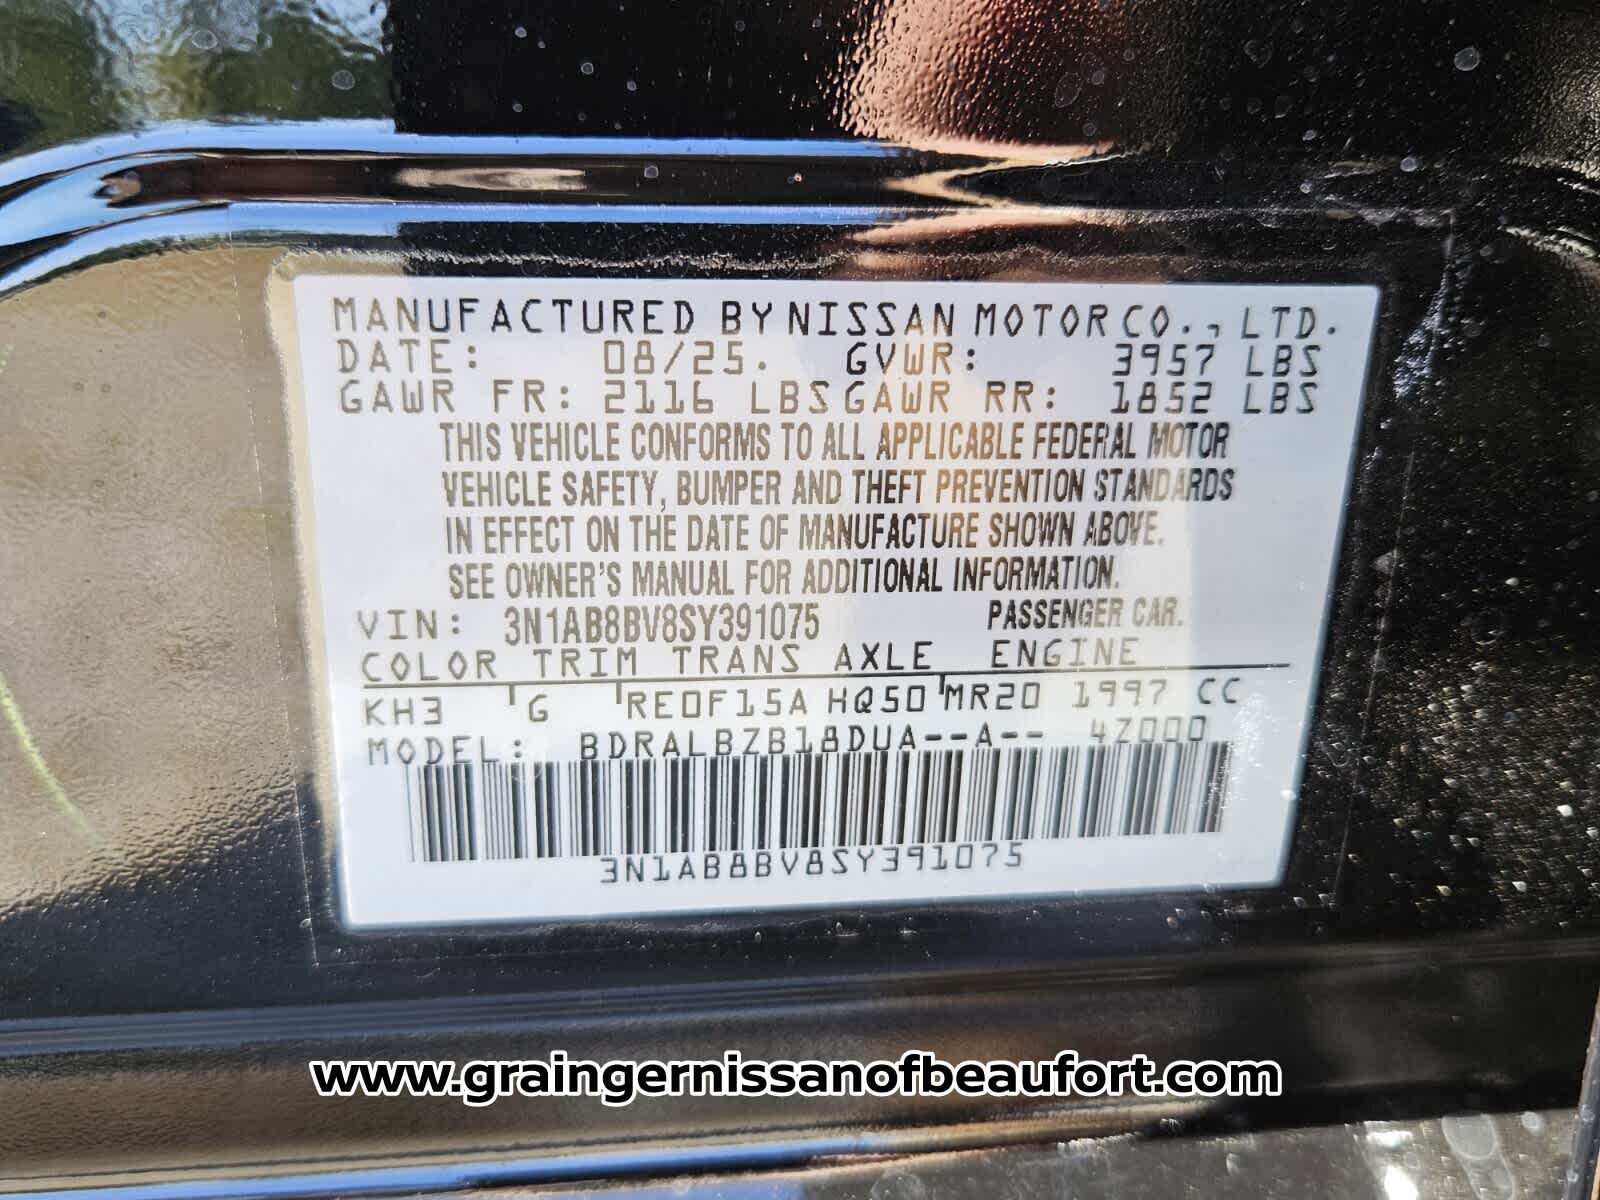 MANUFACTURED BY NISSAN MOTOR CO., LTD.
DATE: 08/25. GVWR: 3957 LBS
GAWR FR: 2116 LBS GAWR RR: 1852 LBS
THIS VEHICLE CONFORMS TO ALL APPLICABLE FEDERAL MOTOR
VEHICLE SAFETY, BUMPER AND THEFT PREVENTION STANDARDS
IN EFFECT ON THE DATE OF MANUFACTURE SHOWN ABOVE.
SEE OWNER'S MANUAL FOR ADDITIONAL INFORMATION.
VIN: 3N1AB8BV8SY391075 PASSENGER CAR.
COLOR TRIM TRANS AXLE ENGINE
KH3 G RE0F15A HQ50 MR20 1997 CC
MODEL: BDRALBZB18DUA--A-- 4Z000
3N1AB8BV8SY391075
www.graingernissanofbeaufort.com